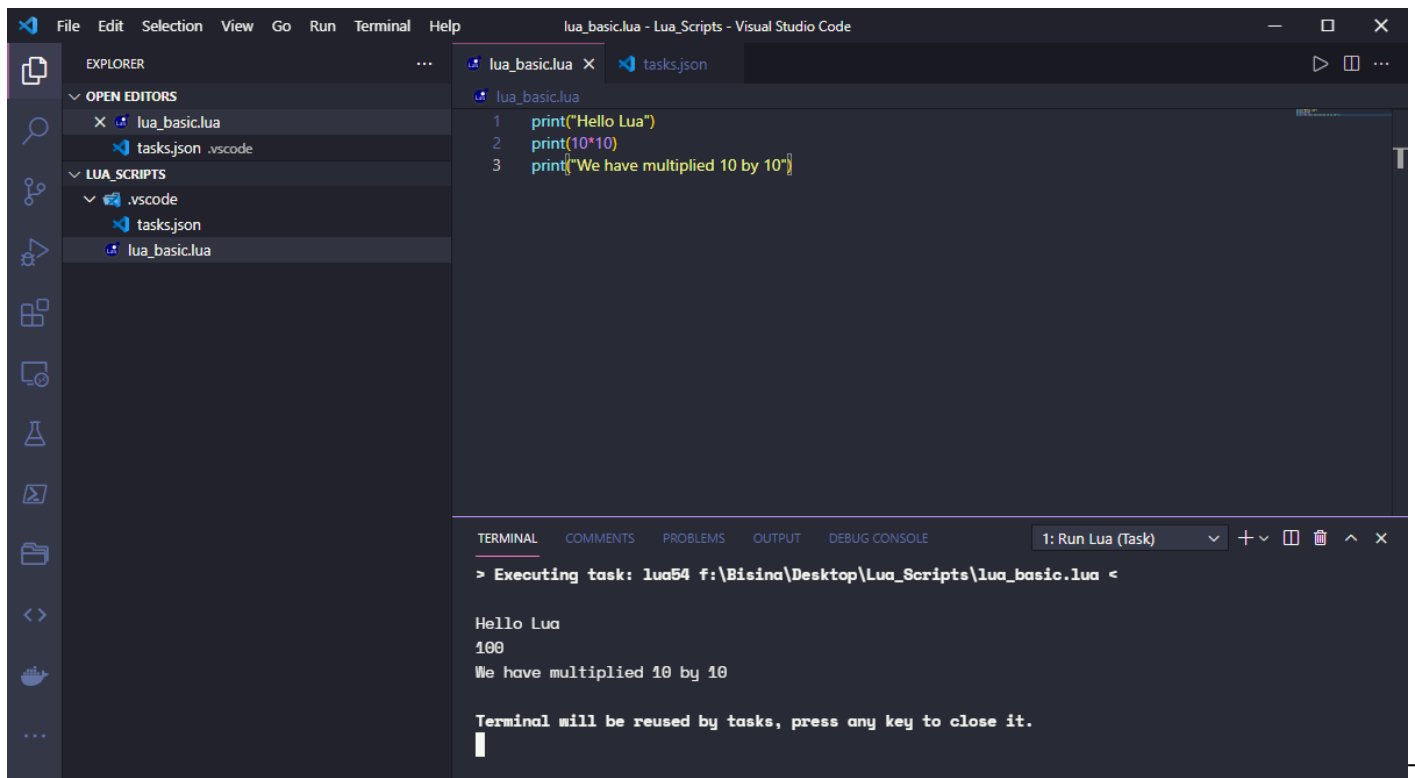 File Edit Selection View Go Run Terminal Help lua_basic.lua - Lua_Scripts - Visual Studio Code
EXPLORER
OPEN EDITORS
lua_basic.lua
tasks.json .vscode
LUA_SCRIPTS
.vscode
tasks.json
lua_basic.lua
lua_basic.lua tasks.json
lua_basic.lua
1 print("Hello Lua")
2 print(10*10)
3 print("We have multiplied 10 by 10")
TERMINAL COMMENTS PROBLEMS OUTPUT DEBUG CONSOLE 1: Run Lua (Task)
> Executing task: lua54 f:\Bisina\Desktop\Lua_Scripts\lua_basic.lua <
Hello Lua
100
We have multiplied 10 by 10
Terminal will be reused by tasks, press any key to close it.